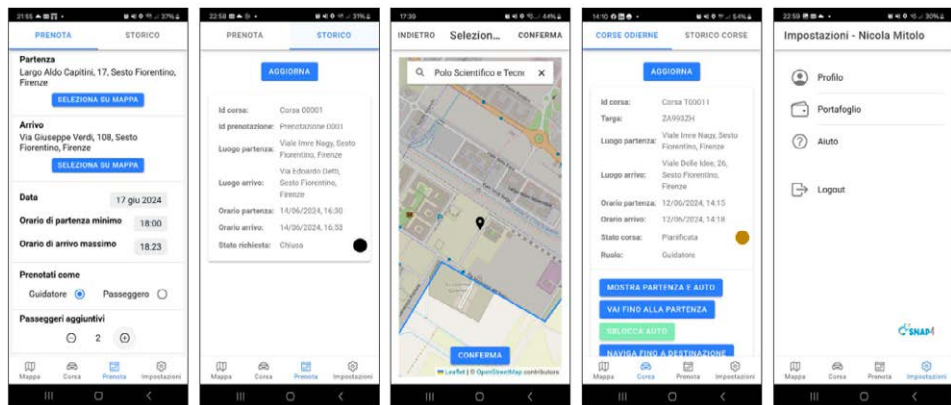 21:55
37%
PRENOTA STORICO
Partenza
Largo Aldo Capitini, 17, Sesto Fiorentino,
Firenze
SELEZIONA SU MAPPA
Arrivo
Via Giuseppe Verdi, 108, Sesto
Fiorentino, Firenze
SELEZIONA SU MAPPA
Data 17 giu 2024
Orario di partenza minimo 18:00
Orario di arrivo massimo 18:23
Prenotati come
Guidatore Passeggero
Passeggeri aggiuntivi
2
Mappa Corsa Prenota Impostazioni
22:58
31%
PRENOTA STORICO
AGGIORNA
Id corsa: Corsa 00001
Id prenotazione: Prenotazione 0001
Luogo partenza: Viale Imre Nagy, Sesto
Fiorentino, Firenze
Luogo arrivo: Via Edoardo Detti,
Sesto Fiorentino,
Firenze
Orario partenza: 14/06/2024, 16:30
Orario arrivo: 14/06/2024, 16:53
Stato richiesta: Chiusa
Mappa Corsa Prenota Impostazioni
17:39
44%
INDIETRO Selezion... CONFERMA
Polo Scientifico e Tecn
CONFERMA
Leaflet | © OpenStreetMap contributors
14:10
54%
CORSE ODIERNE STORICO CORSE
AGGIORNA
Id corsa: Corsa T00011
Targa: ZA993ZH
Luogo partenza: Viale Imre Nagy, Sesto
Fiorentino, Firenze
Luogo arrivo: Viale Delle Idee, 26,
Sesto Fiorentino,
Firenze
Orario partenza: 12/06/2024, 14:15
Orario arrivo: 12/06/2024, 14:18
Stato corsa: Pianificata
Ruolo: Guidatore
MOSTRA PARTENZA E AUTO
VAI FINO ALLA PARTENZA
SBLOCCA AUTO
NAVIGA FINO A DESTINAZIONE
Mappa Corsa Prenota Impostazioni
22:59
30%
Impostazioni - Nicola Mitolo
Profilo
Portafoglio
Aiuto
Logout
SNAP4
Mappa Corsa Prenota Impostazioni